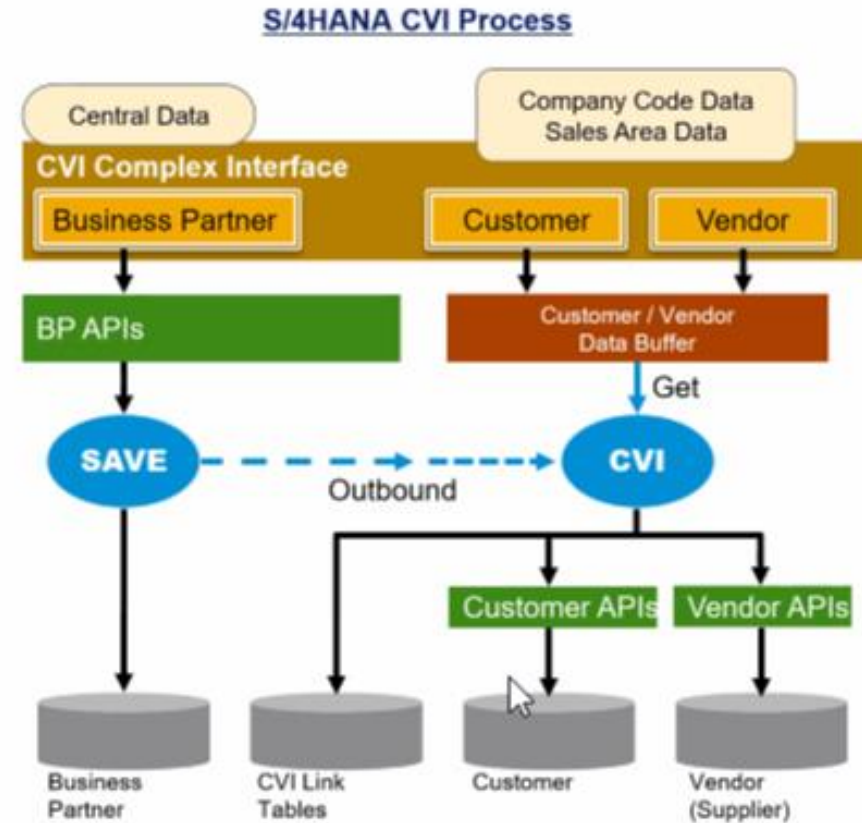 S/4HANA CVI Process
Central Data
Company Code Data
Sales Area Data
CVI Complex Interface
Business Partner
Customer
Vendor
BP APIs
Customer / Vendor
Data Buffer
Get
SAVE
CVI
Outbound
Customer APIs
Vendor APIs
Business
Partner
CVI Link
Tables
Customer
Vendor
(Supplier)